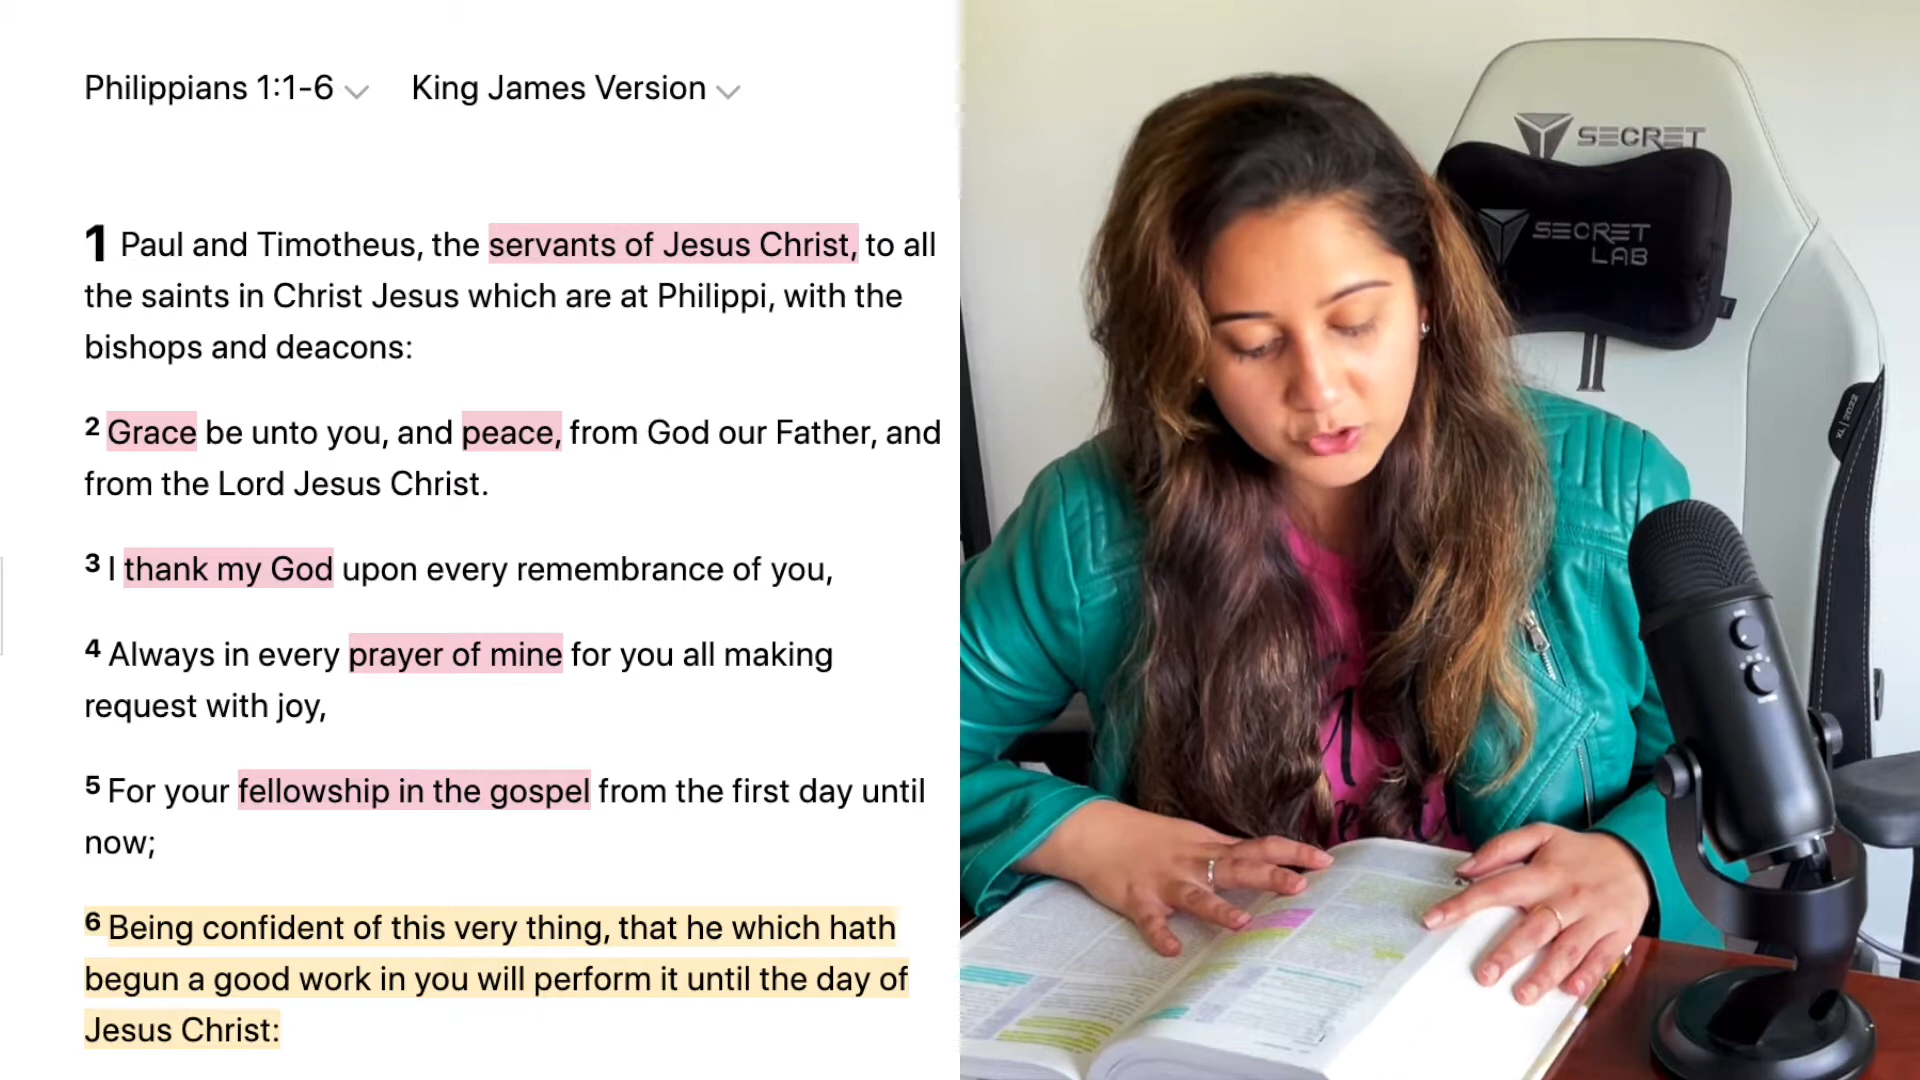 Philippians 1:1-6 King James Version
1 Paul and Timotheus, the servants of Jesus Christ, to all
the saints in Christ Jesus which are at Philippi, with the
bishops and deacons:
2 Grace be unto you, and peace, from God our Father, and
from the Lord Jesus Christ.
3 I thank my God upon every remembrance of you,
4 Always in every prayer of mine for you all making
request with joy,
5 For your fellowship in the gospel from the first day until
now;
6 Being confident of this very thing, that he which hath
begun a good work in you will perform it until the day of
Jesus Christ:
SECRET
SECRET
LAB